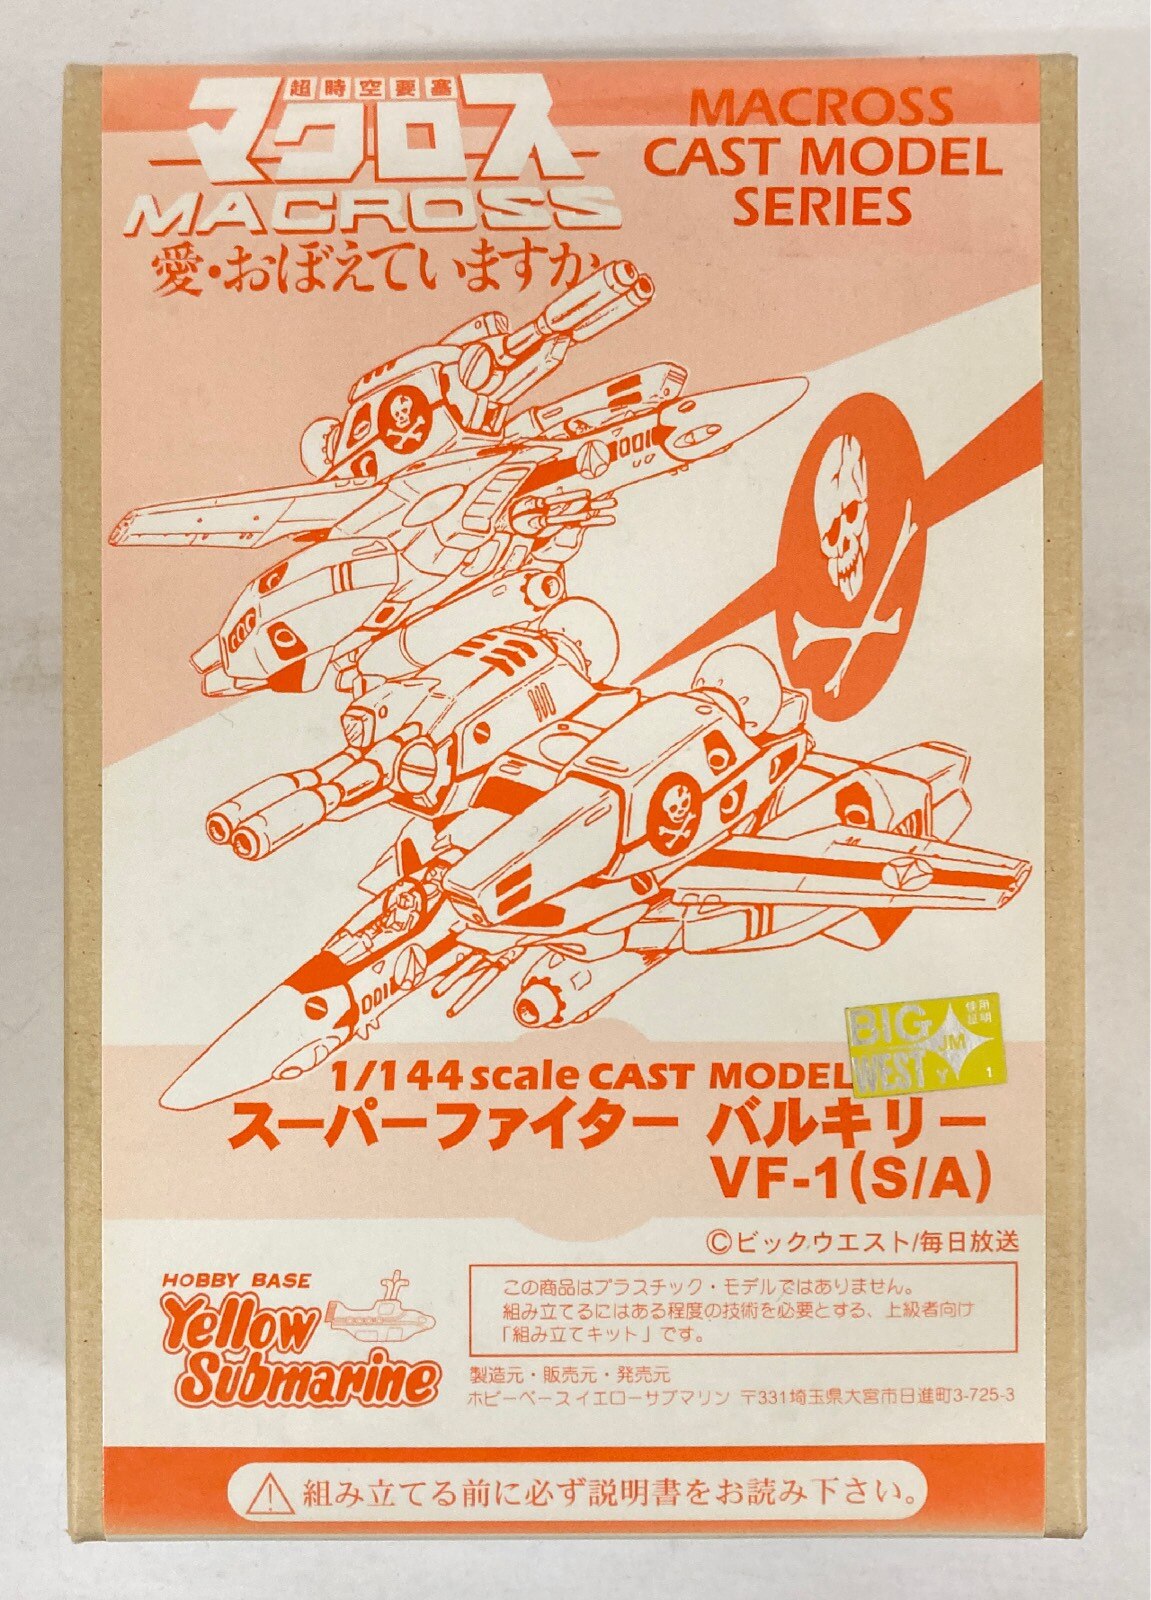 超時空要塞
マクロス
MACROSS
愛・おぼえていますか
MACROSS
CAST MODEL
SERIES
001
001
BIG
WEST
使用
証明
JM
Y 1
1/144 scale CAST MODEL
スーパーファイター バルキリー
VF-1(S/A)
©ビックウエスト/毎日放送
HOBBY BASE
Yellow
Submarine
この商品はプラスチック・モデルではありません。
組み立てるにはある程度の技術を必要とする、上級者向け
「組み立てキット」です。
製造元・販売元・発売元
ホビーベースイエローサブマリン 〒331埼玉県大宮市日進町3-725-3
組み立てる前に必ず説明書をお読み下さい。